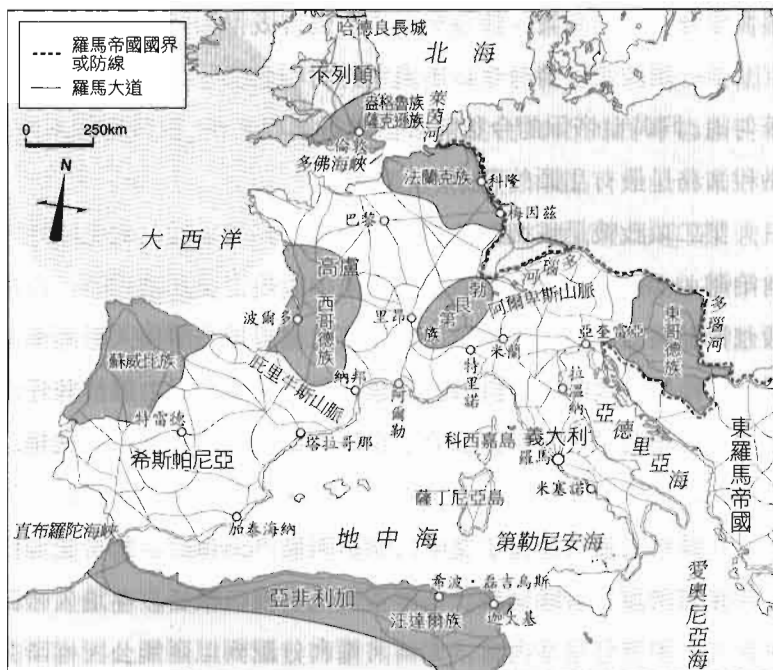 羅馬帝國國界
或防線
羅馬大道
0 250km
N
哈德良長城
北海
不列顛
盎格魯族
薩克遜族
倫敦
多佛海峽
萊茵河
法蘭克族
科隆
梅因茲
巴黎
大西洋
高盧
西哥德族
波爾多
里昂
勃艮第族
阿爾卑斯山脈
多瑙河
多瑙河
東哥德族
亞奎雷亞
米蘭
特里諾
拉溫納
蘇威比族
庇里牛斯山脈
納邦
阿爾勒
特雷德
塔拉哥那
希斯帕尼亞
科西嘉島
義大利
羅馬
亞德里亞海
東羅馬帝國
薩丁尼亞島
米塞諾
直布羅陀海峽
胎泰海納
地中海
第勒尼安海
愛奧尼亞海
亞非利加
希波·聶吉烏斯
汪達爾族
迦太基